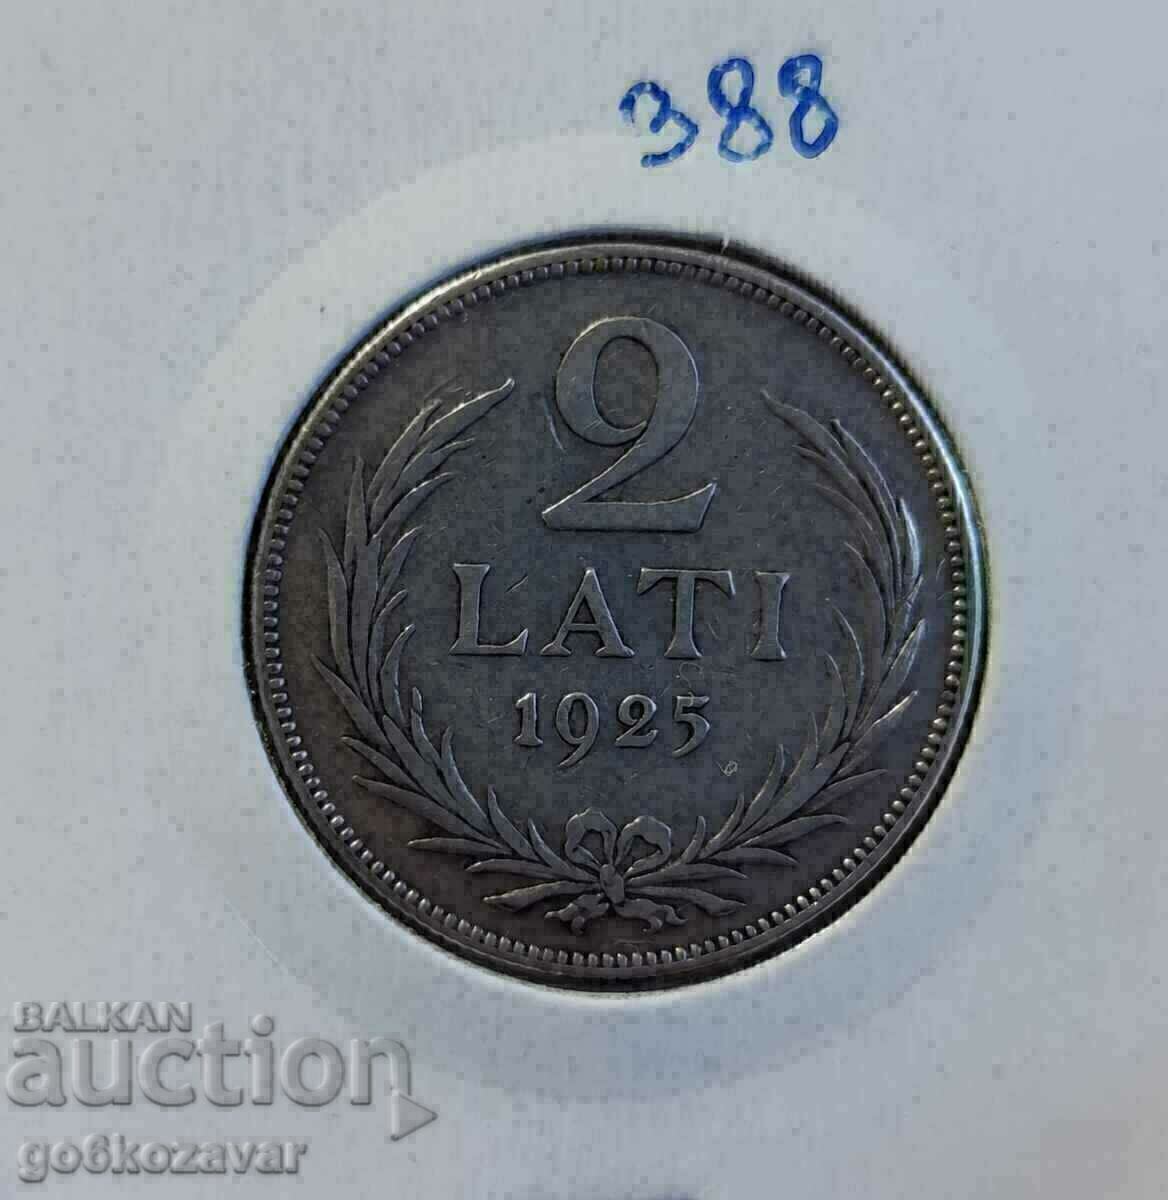 388
2
LATI
1925
BALKAN
auction
go6kozavar